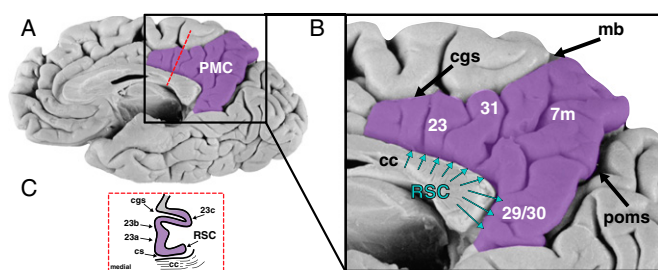 A
PMC
B
mb
cgs
31
23
7m
cc
RSC
29/30
poms
C
cgs
23c
23b
RSC
23a
cs
cc
medial